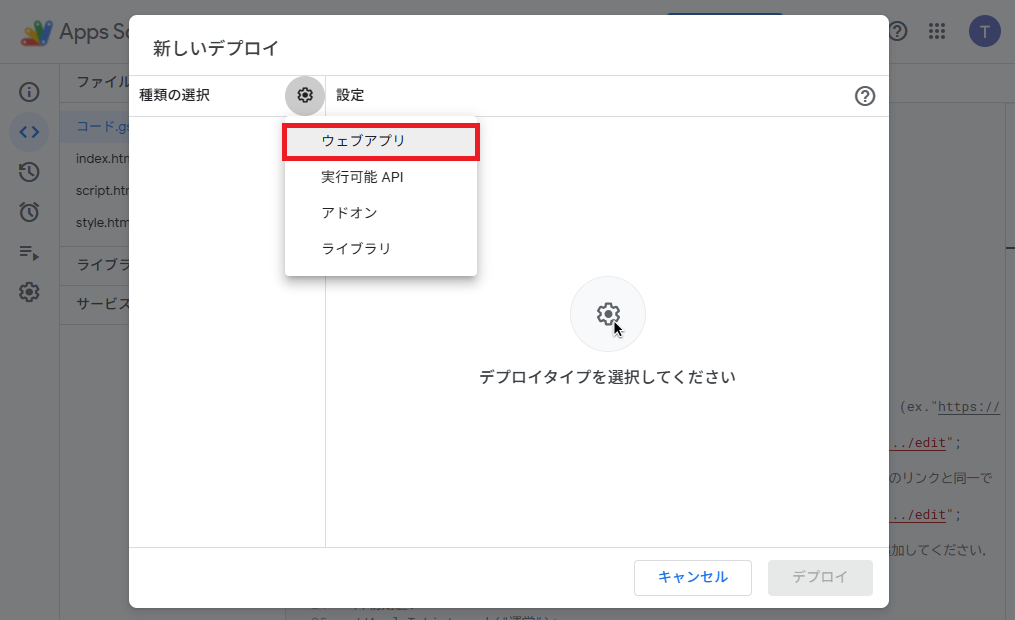 Apps Sc
T
新しいデプロイ
種類の選択
設定
ファイル
コード.gs
index.htm
script.htm
style.htm
ライブラ
サービス
ウェブアプリ
実行可能 API
アドオン
ライブラリ
デプロイタイプを選択してください
(ex."https://
../edit";
のリンクと同一で
../edit";
加してください.
キャンセル
デプロイ